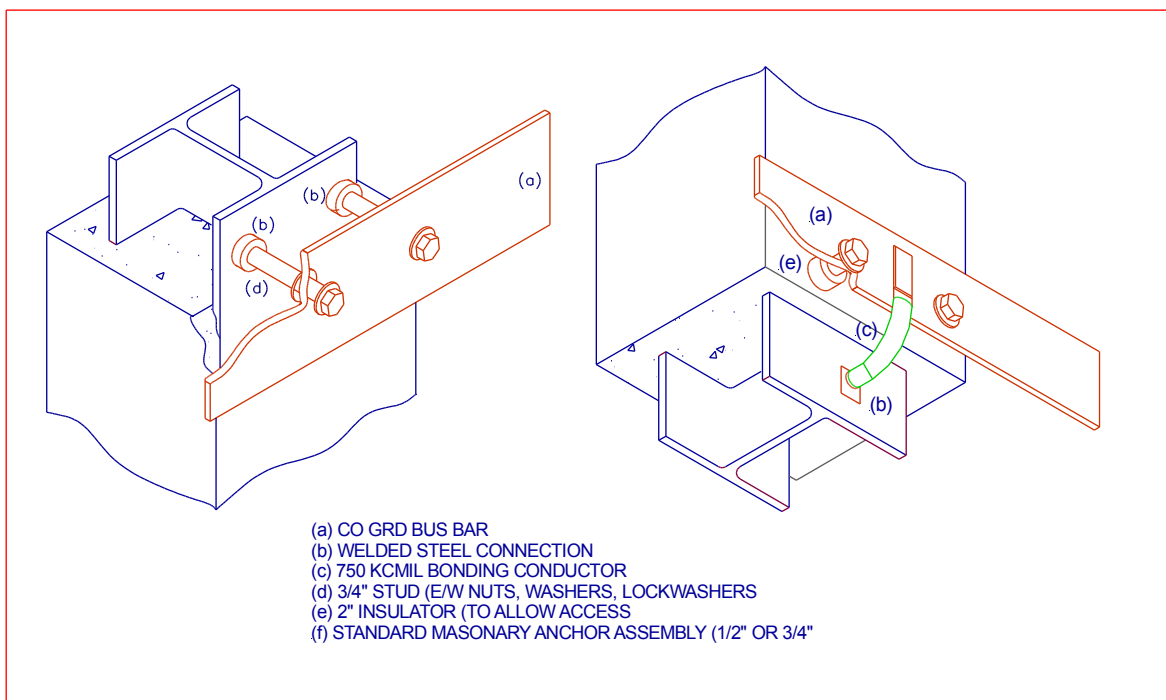 (b)
(a)
(b)
(d)
(a)
(e)
(c)
(b)
(a) CO GRD BUS BAR
(b) WELDED STEEL CONNECTION
(c) 750 KCMIL BONDING CONDUCTOR
(d) 3/4" STUD (E/W NUTS, WASHERS, LOCKWASHERS
(e) 2" INSULATOR (TO ALLOW ACCESS
(f) STANDARD MASONARY ANCHOR ASSEMBLY (1/2" OR 3/4"